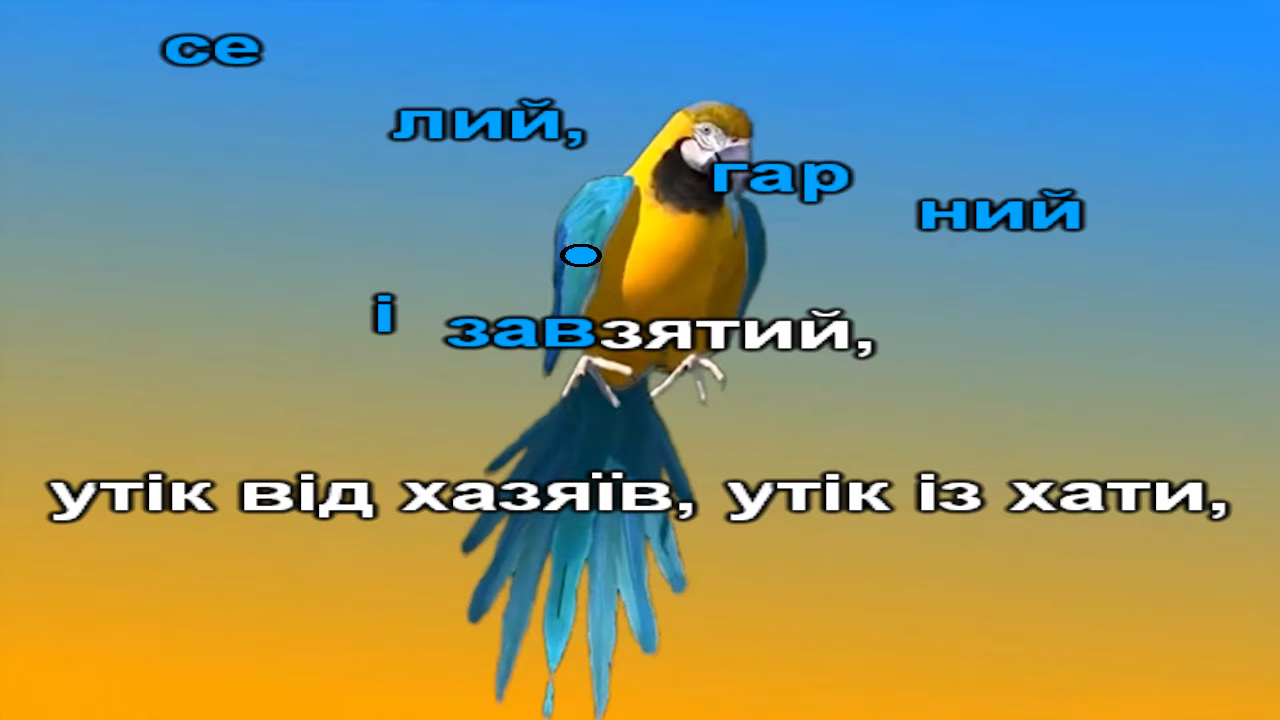 се
лий,
гар
ний
і завзятий,
утік від хазяїв, утік із хати,